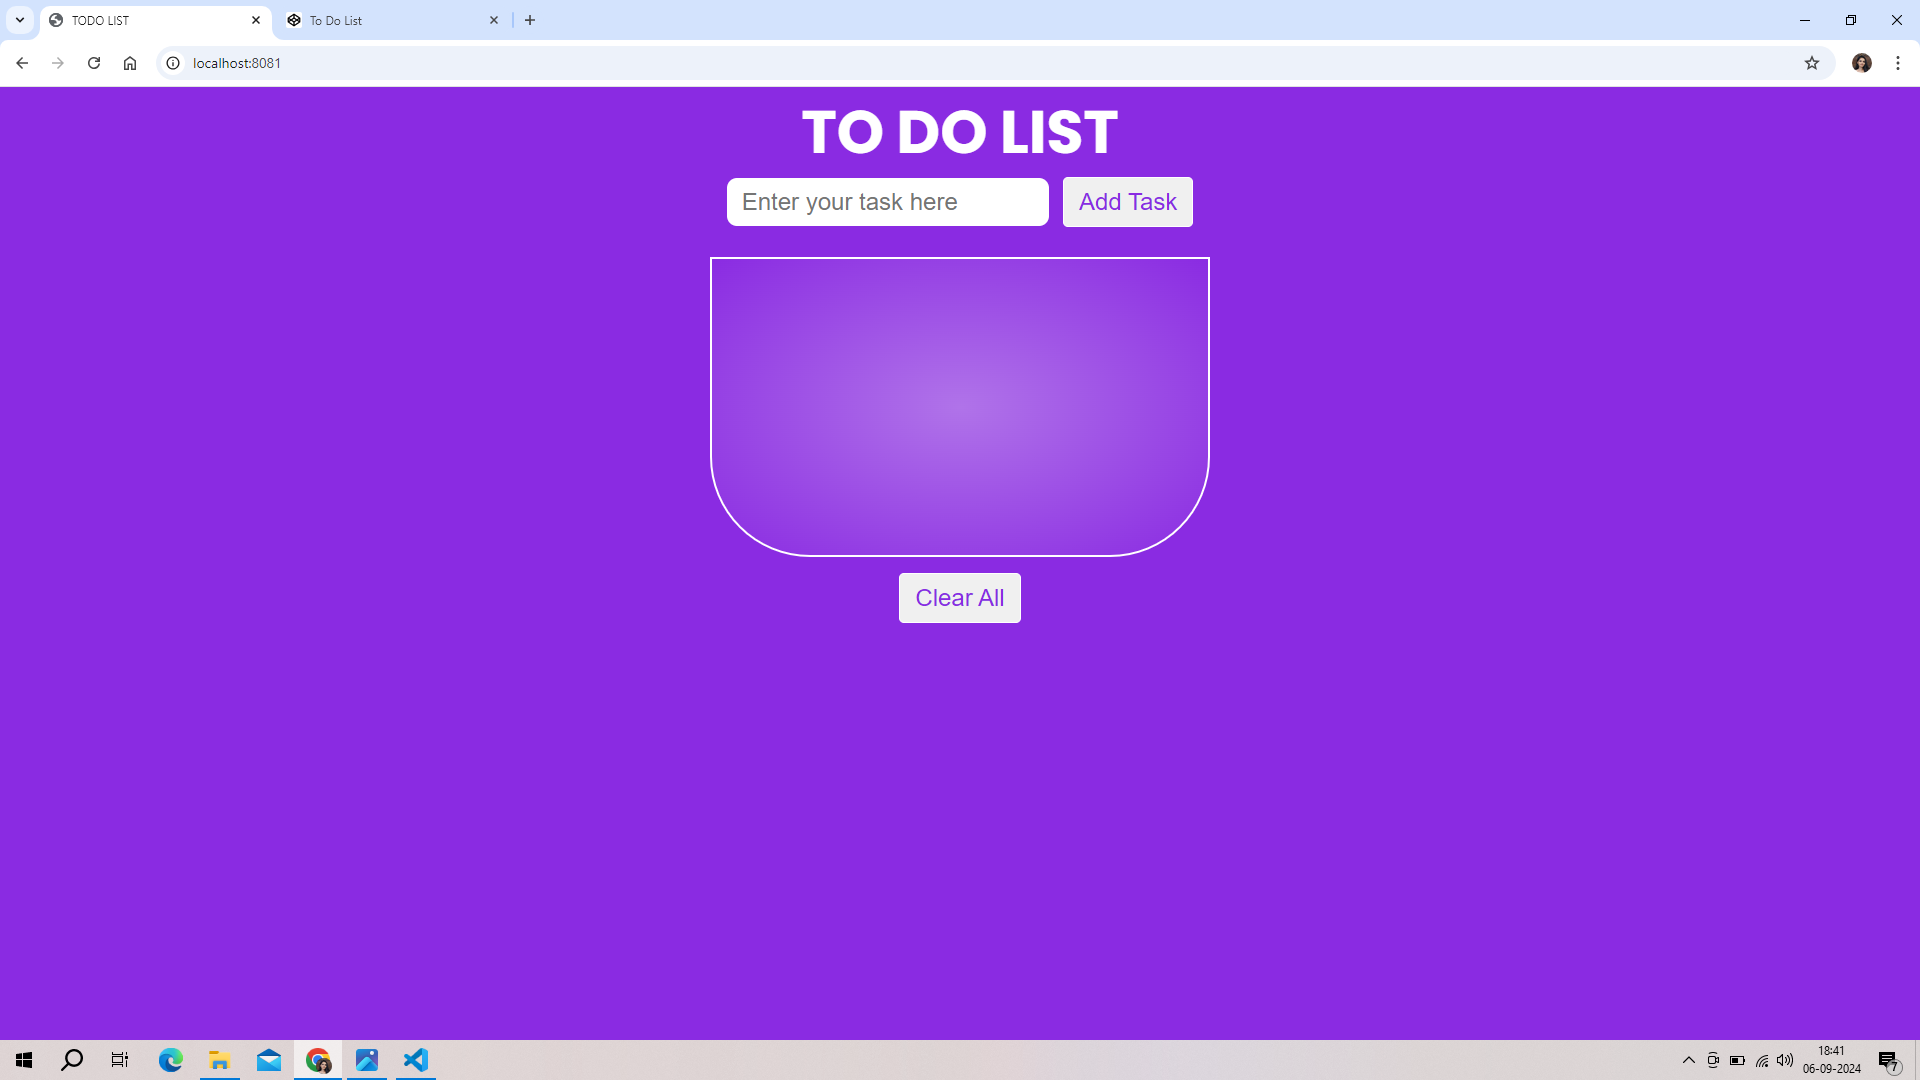 TODO LIST
To Do List
localhost:8081
TO DO LIST
Enter your task here
Add Task
Clear All
18:41
06-09-2024
7